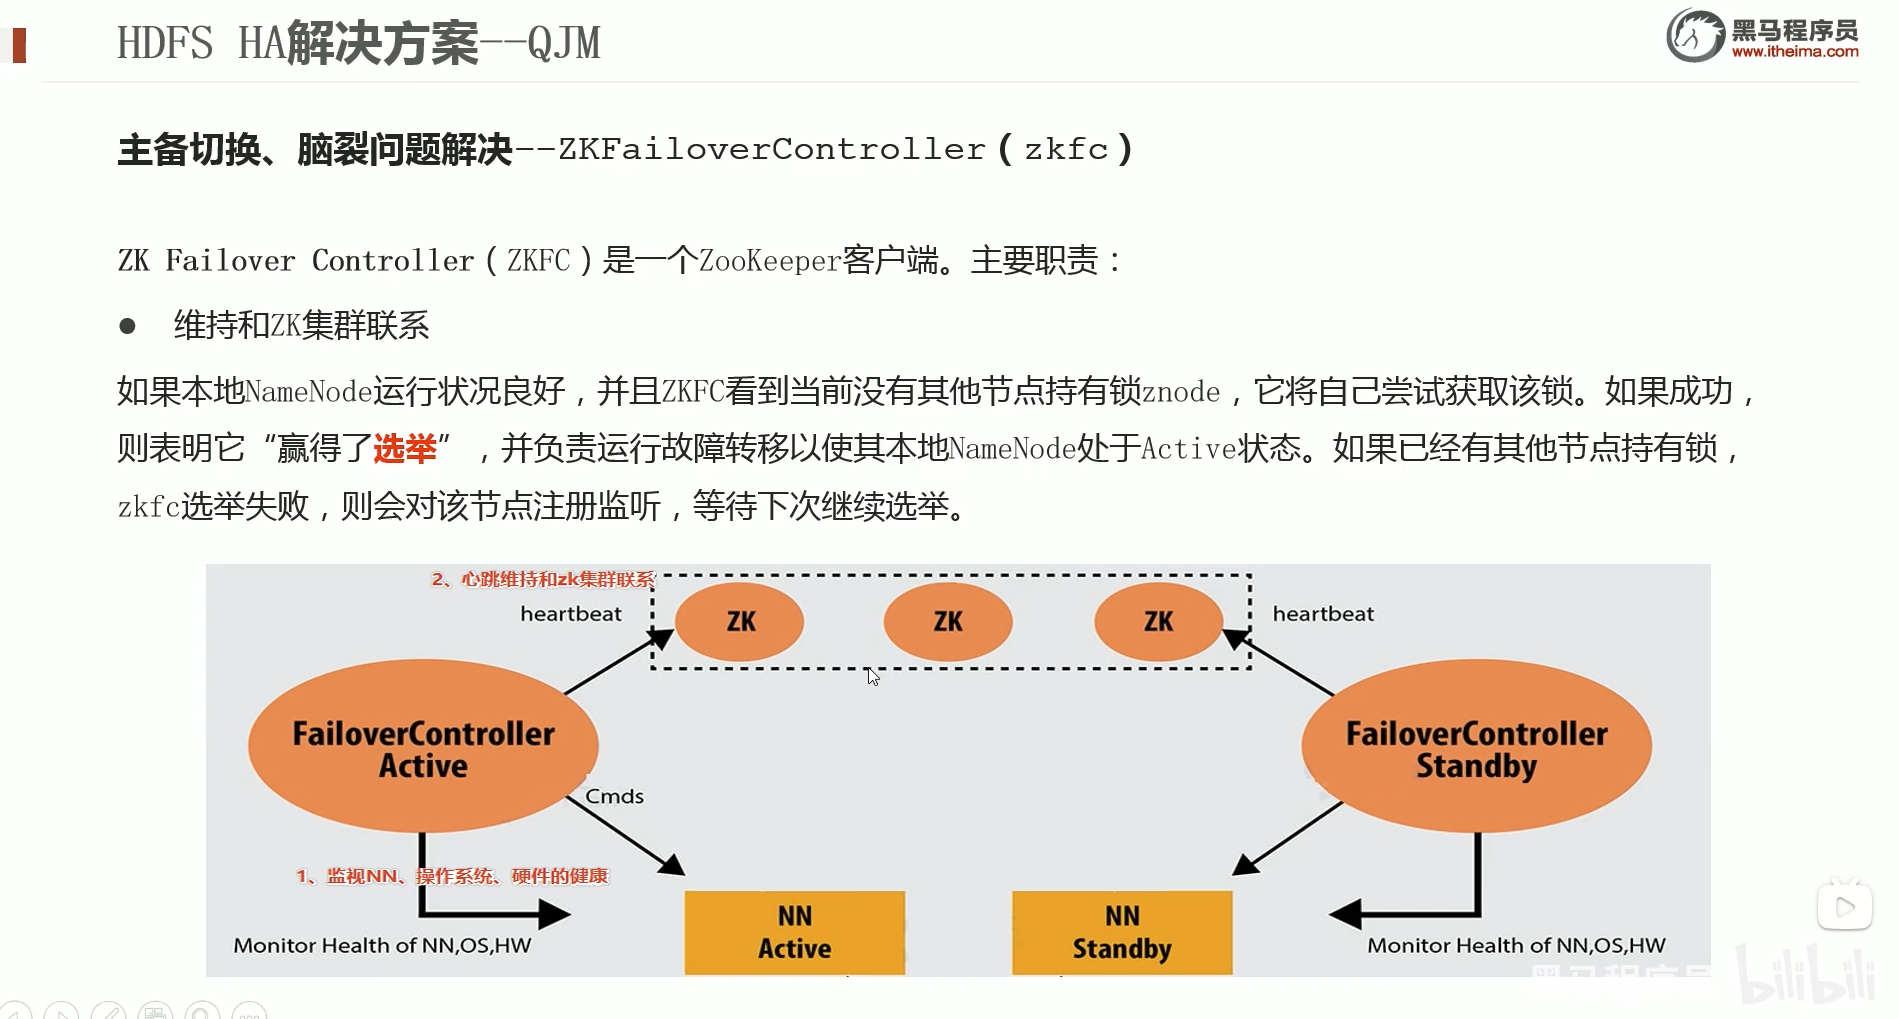 HDFS HA解决方案--QJM
黑马程序员
www.itheima.com
主备切换、脑裂问题解决--ZKFailoverController(zkfc)
ZK Failover Controller(ZKFC)是一个ZooKeeper客户端。主要职责:
● 维持和ZK集群联系
如果本地NameNode运行状况良好,并且ZKFC看到当前没有其他节点持有锁znode,它将自己尝试获取该锁。如果成功,
则表明它“赢得了选举”,并负责运行故障转移以使其本地NameNode处于Active状态。如果已经有其他节点持有锁,
zkfc选举失败,则会对该节点注册监听,等待下次继续选举。
2、心跳维持和zk集群联系
heartbeat
ZK
ZK
ZK
heartbeat
FailoverController
Active
FailoverController
Standby
Cmds
1、监视NN、操作系统、硬件的健康
Monitor Health of NN,OS,HW
NN
Active
NN
Standby
Monitor Health of NN,OS,HW
黑马程序员
bilibili